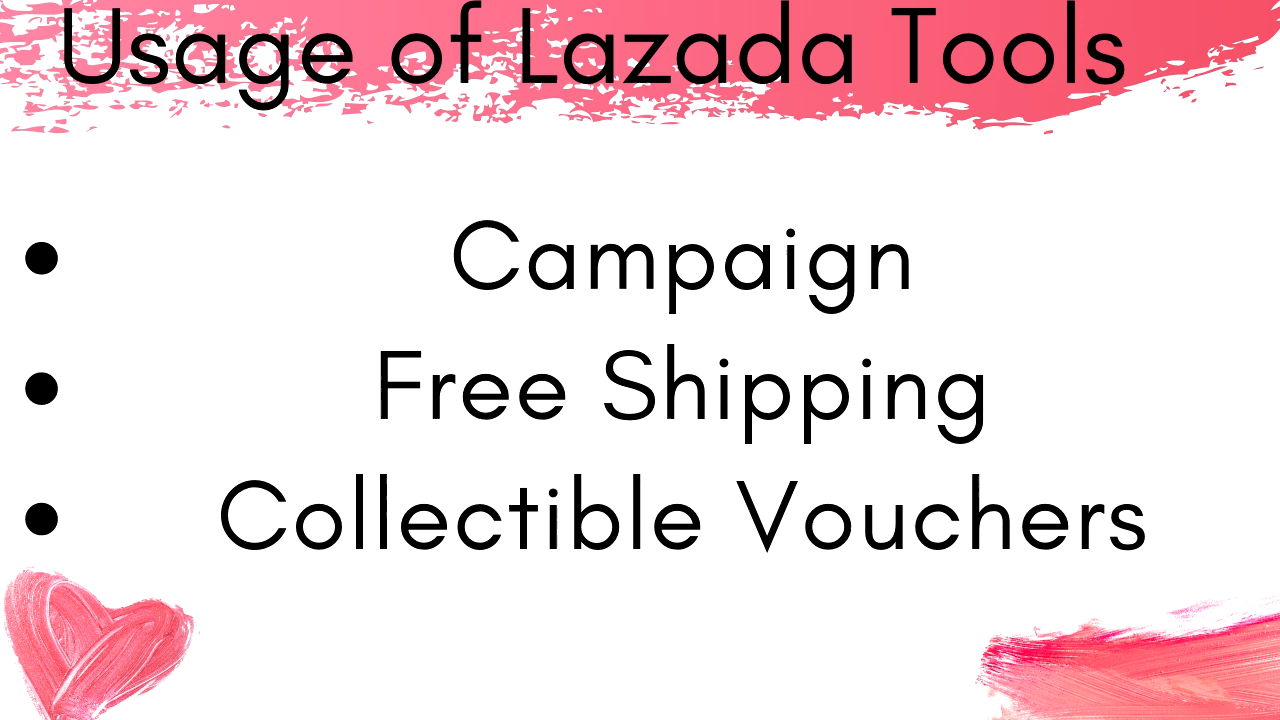 Usage of Lazada Tools
• Campaign
• Free Shipping
• Collectible Vouchers